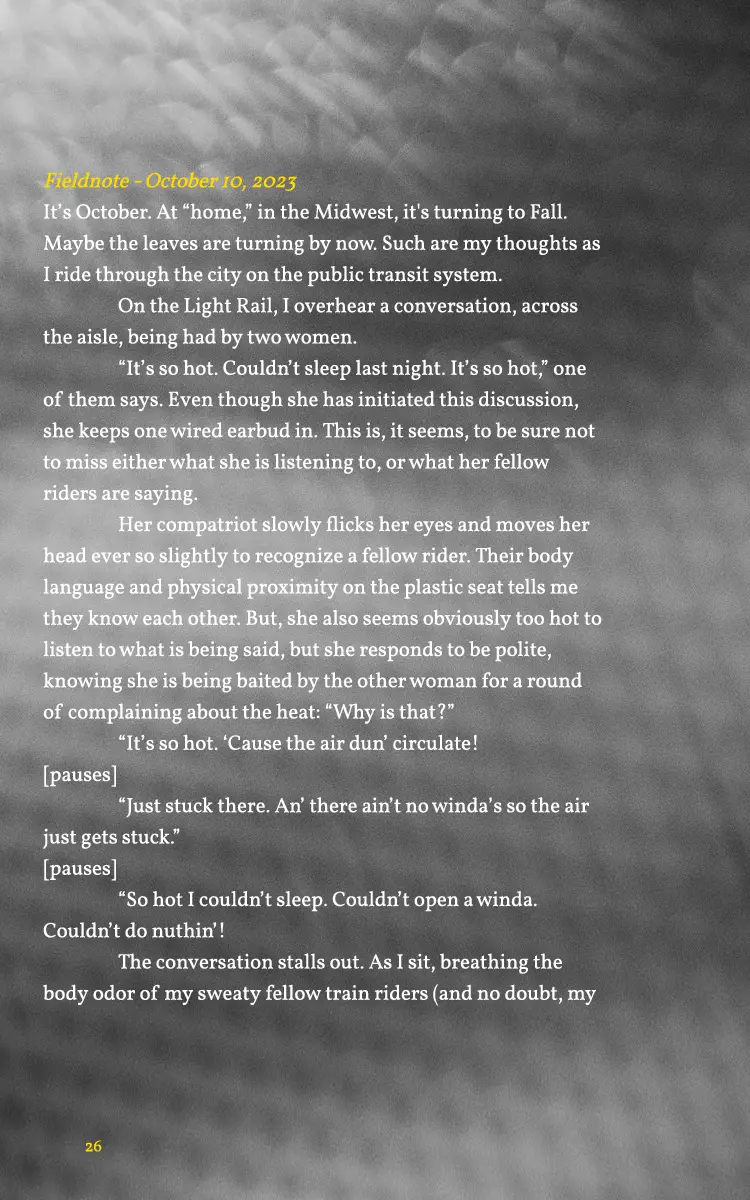 Fieldnote - October 10, 2023
It’s October. At “home,” in the Midwest, it's turning to Fall.
Maybe the leaves are turning by now. Such are my thoughts as
I ride through the city on the public transit system.
On the Light Rail, I overhear a conversation, across
the aisle, being had by two women.
“It’s so hot. Couldn’t sleep last night. It’s so hot,” one
of them says. Even though she has initiated this discussion,
she keeps one wired earbud in. This is, it seems, to be sure not
to miss either what she is listening to, or what her fellow
riders are saying.
Her compatriot slowly flicks her eyes and moves her
head ever so slightly to recognize a fellow rider. Their body
language and physical proximity on the plastic seat tells me
they know each other. But, she also seems obviously too hot to
listen to what is being said, but she responds to be polite,
knowing she is being baited by the other woman for a round
of complaining about the heat: “Why is that?”
“It’s so hot. ‘Cause the air dun’ circulate!
[pauses]
“Just stuck there. An’ there ain’t no winda’s so the air
just gets stuck.”
[pauses]
“So hot I couldn’t sleep. Couldn’t open a winda.
Couldn’t do nuthin’!
The conversation stalls out. As I sit, breathing the
body odor of my sweaty fellow train riders (and no doubt, my
26